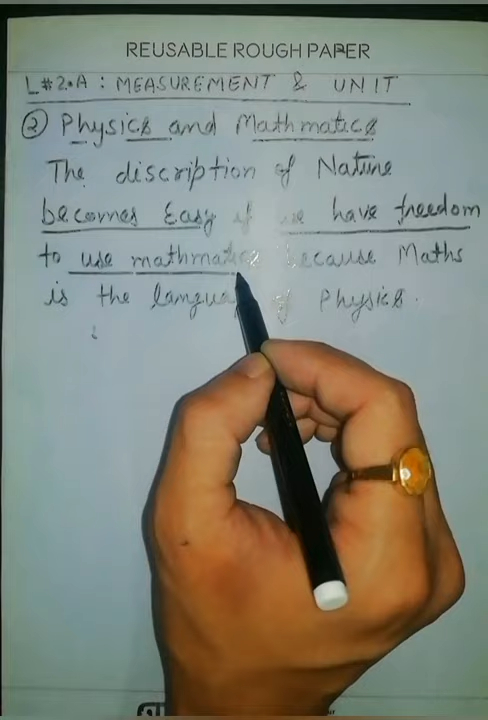 REUSABLE ROUGH PAPER
L#2.A: MEASUREMENT & UNIT
② Physics and Mathmatics
The discription of Nature
becomes Easy if we have freedom
to use mathmatics because Maths
is the language of Physics.